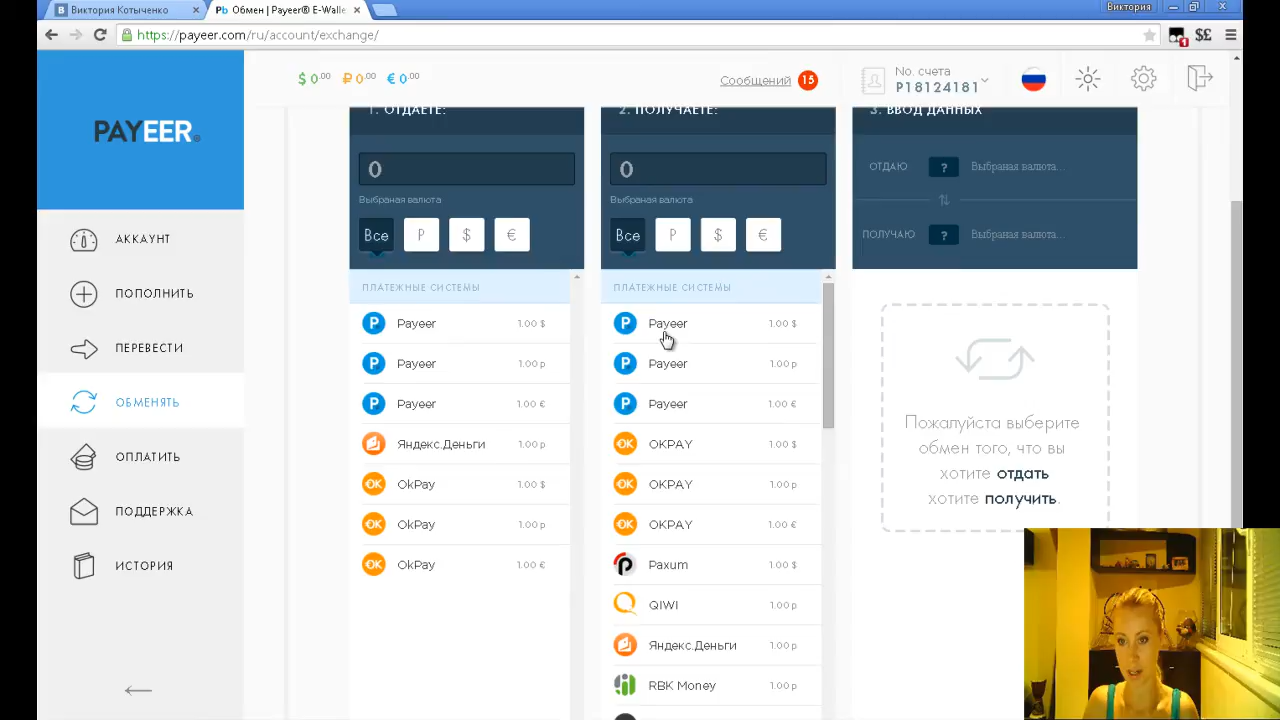 Виктория Котыченко
Обмен | Payeer® E-Walle
Виктория
https://payeer.com/ru/account/exchange/
1
$£
PAYEER
$ 0.00 ₽ 0.00 € 0.00
Сообщений 15
No. счета
P18124181
АККАУНТ
ПОПОЛНИТЬ
ПЕРЕВЕСТИ
ОБМЕНЯТЬ
ОПЛАТИТЬ
ПОДДЕРЖКА
ИСТОРИЯ
1. ОТДАЕТЕ:
0
Выбраная валюта
Все P $ €
ПЛАТЕЖНЫЕ СИСТЕМЫ
Payeer 1.00 $
Payeer 1.00 р
Payeer 1.00 €
Яндекс.Деньги 1.00 р
OkPay 1.00 $
OkPay 1.00 р
OkPay 1.00 €
2. ПОЛУЧАЕТЕ:
0
Выбраная валюта
Все P $ €
ПЛАТЕЖНЫЕ СИСТЕМЫ
Payeer 1.00 $
Payeer 1.00 р
Payeer 1.00 €
OKPAY 1.00 $
OKPAY 1.00 р
OKPAY 1.00 €
Paxum 1.00 $
QIWI 1.00 р
Яндекс.Деньги 1.00 р
RBK Money 1.00 р
3. ВВОД ДАННЫХ
ОТДАЮ ? Выбраная валюта...
ПОЛУЧАЮ ? Выбраная валюта...
Пожалуйста выберите
обмен того, что вы
хотите отдать
хотите получить.